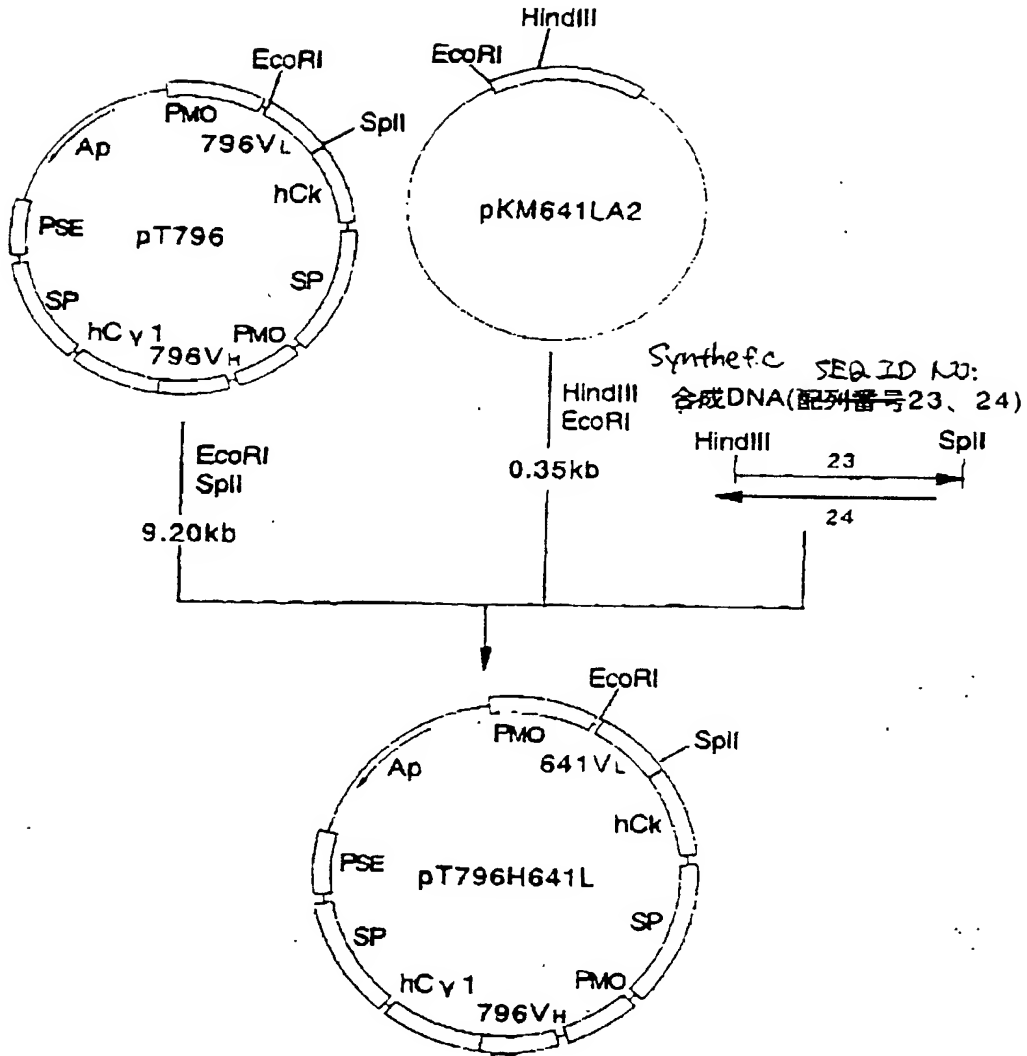 HindIII
EcoRI
EcoRI
PMO
SplI
796VL
Ap
hCk
pKM641LA2
PSE
pT796
SP
SP
hCγ1
PMO
796VH
Synthetic SEQ ID NO:
合成DNA(配列番号23、24)
HindIII
EcoRI
HindIII
SplI
EcoRI
SplI
0.35kb
23
24
9.20kb
EcoRI
PMO
SplI
641VL
Ap
hCk
PSE
pT796H641L
SP
SP
hCγ1
PMO
796VH